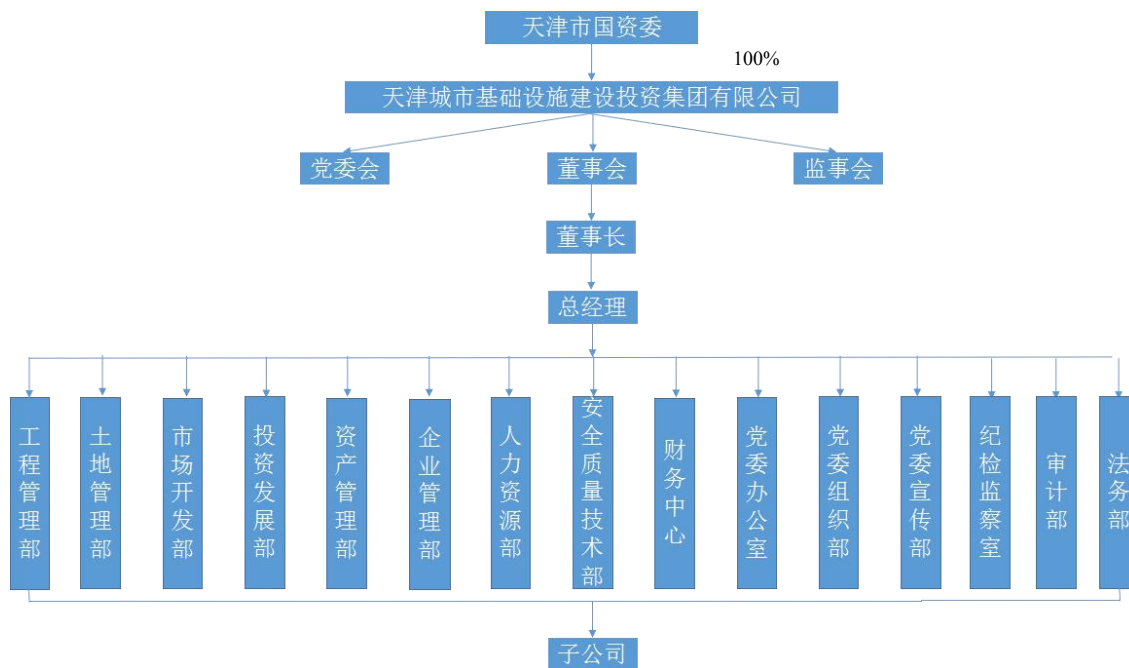 天津市国资委
100%
天津城市基础设施建设投资集团有限公司
党委会
董事会
监事会
董事长
总经理
工程管理部
土地管理部
市场开发部
投资发展部
资产管理部
企业管理部
人力资源部
安全质量技术部
财务中心
党委办公室
党委组织部
党委宣传部
纪检监察室
审计部
法务部
子公司